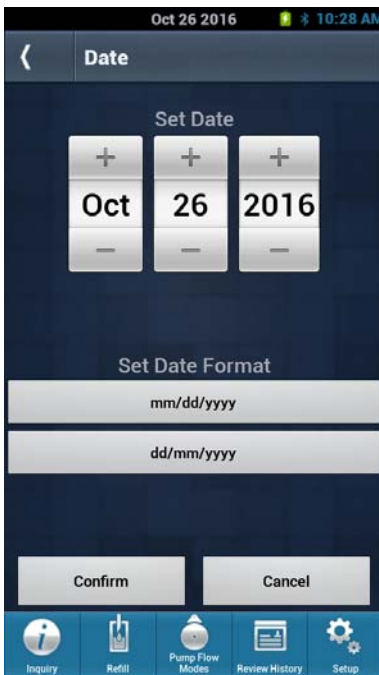 Oct 26 2016 10:28 AM
Date
Set Date
+ + +
Oct 26 2016
− − −
Set Date Format
mm/dd/yyyy
dd/mm/yyyy
Confirm Cancel
Inquiry Refill Pump Flow Modes Review History Setup